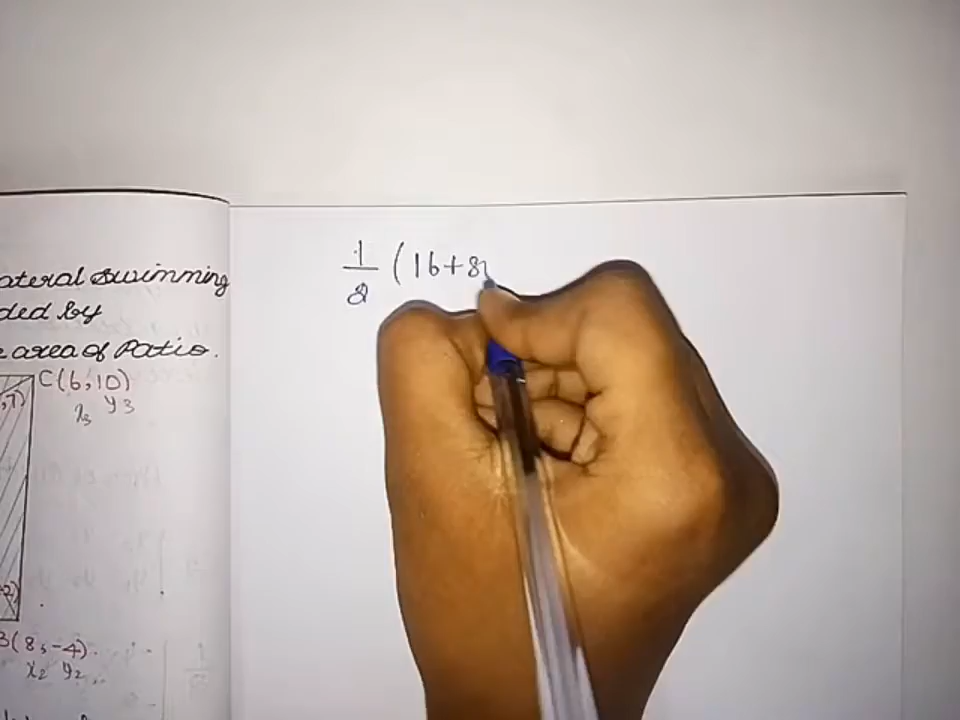 ateral swimming
ded by
area of Patio.
C(6,10)
x3 y3
,7)
B(8,-4).
x2 y2
1/2 (16+8